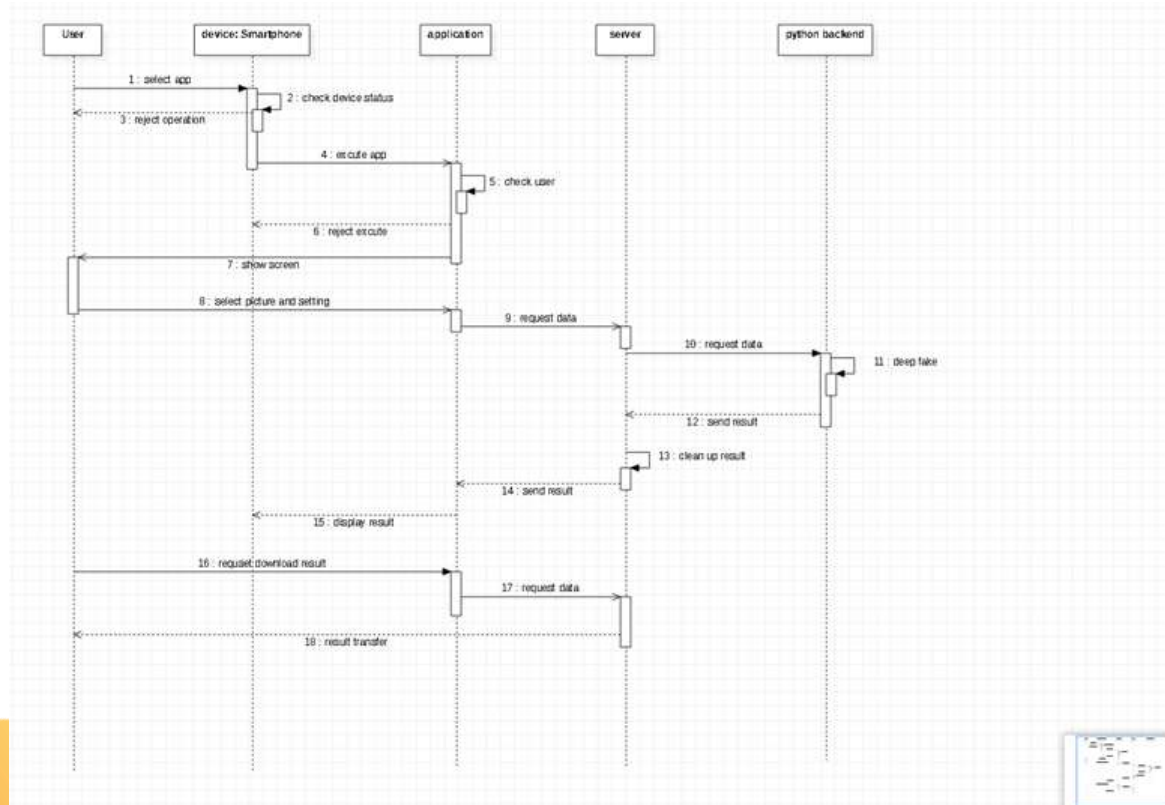 User
device: Smartphone
application
server
python backend
1 : select app
2 : check device status
3 : reject operation
4 : excute app
5 : check user
6 : reject excute
7 : show screen
8 : select picture and setting
9 : request data
10 : request data
11 : deep fake
12 : send result
13 : clean up result
14 : send result
15 : display result
16 : requset download result
17 : request data
18 : result transfer